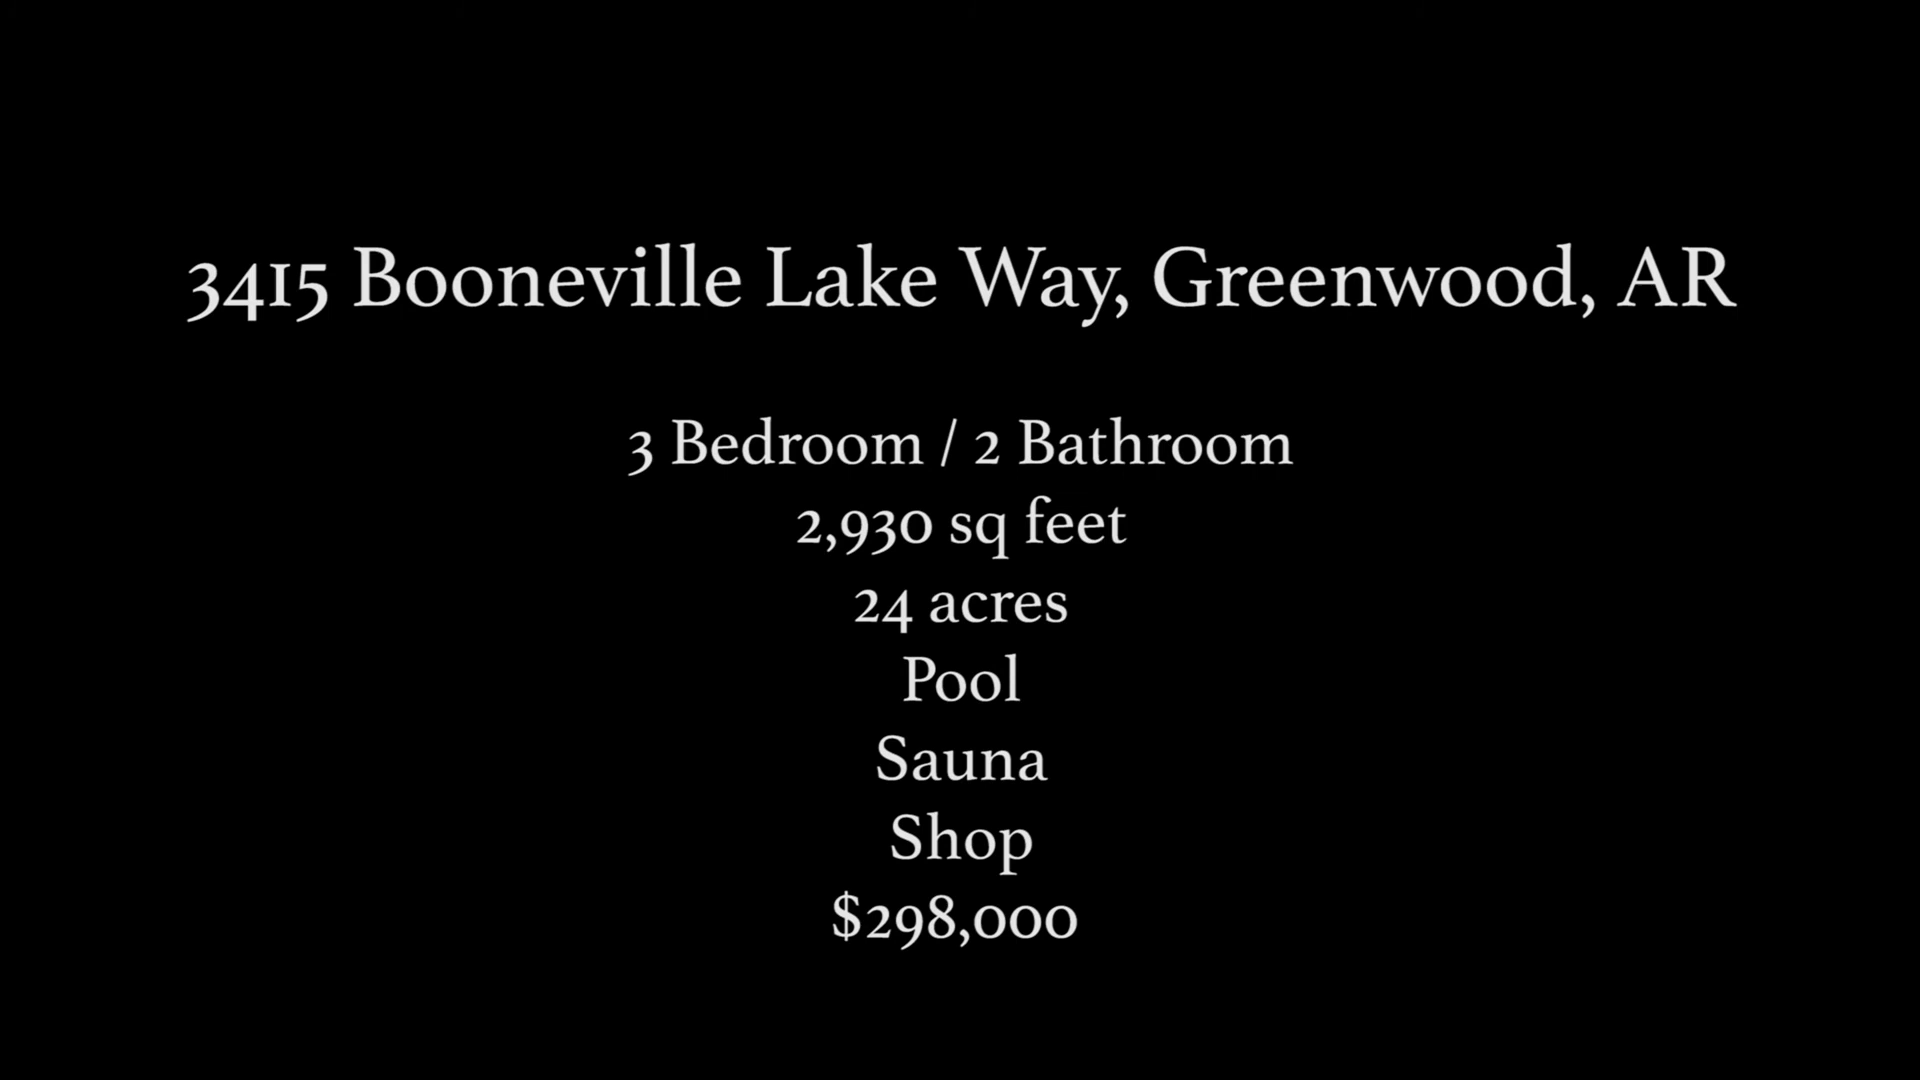 3415 Booneville Lake Way, Greenwood, AR
3 Bedroom / 2 Bathroom
2,930 sq feet
24 acres
Pool
Sauna
Shop
$298,000